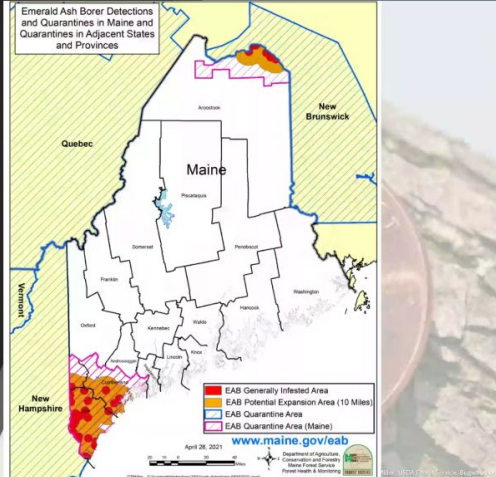 Emerald Ash Borer Detections
and Quarantines in Maine and
Quarantines in Adjacent States
and Provinces
Aroostook
New
Brunswick
Quebec
Maine
Piscataquis
Somerset
Penobscot
Vermont
Franklin
Washington
Hancock
Oxford
Kennebec
Waldo
Knox
Lincoln
Androscoggin
Cumberland
New
Hampshire
EAB Generally Infested Area
EAB Potential Expansion Area (10 Miles)
EAB Quarantine Area
EAB Quarantine Area (Maine)
www.maine.gov/eab
April 28, 2021
Department of Agriculture,
Conservation and Forestry
Maine Forest Service
Forest Health & Monitoring
Miles